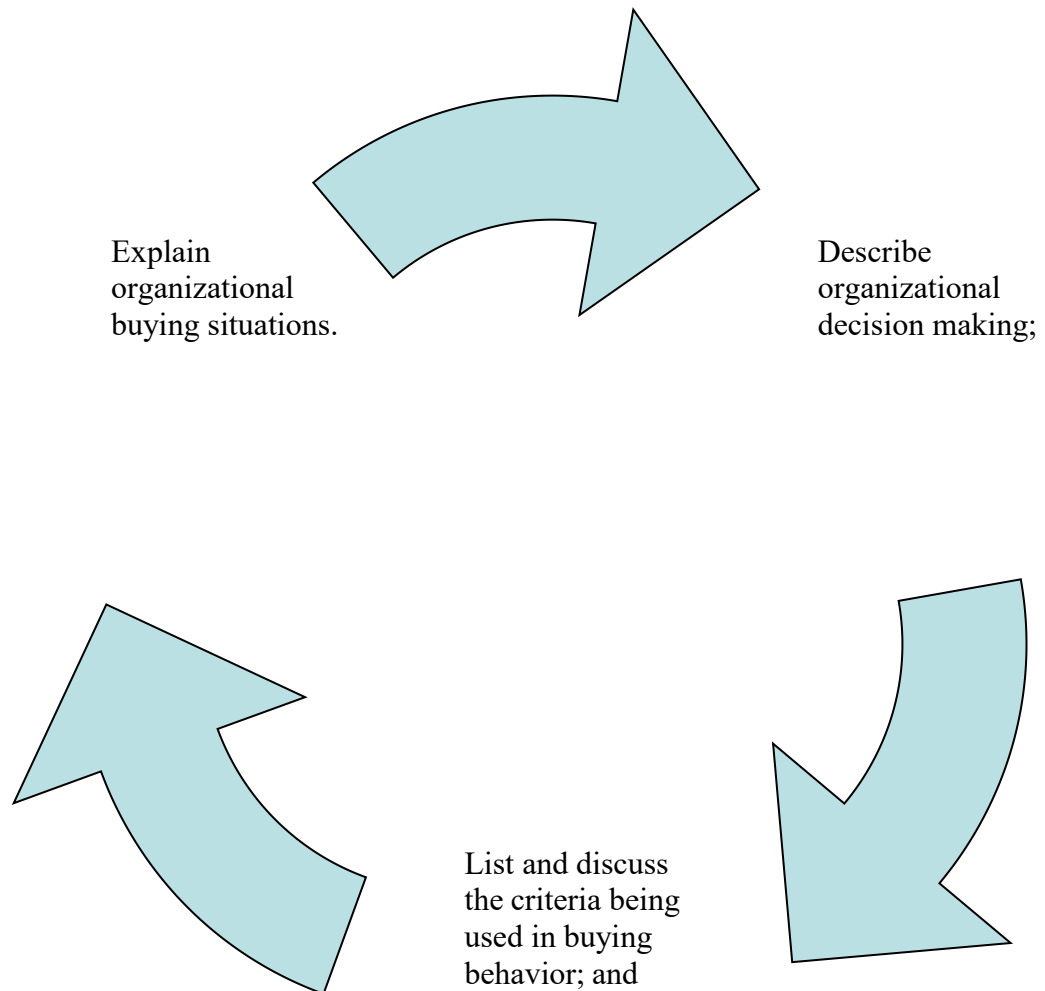 Explain
organizational
buying situations.
Describe
organizational
decision making;
List and discuss
the criteria being
used in buying
behavior; and